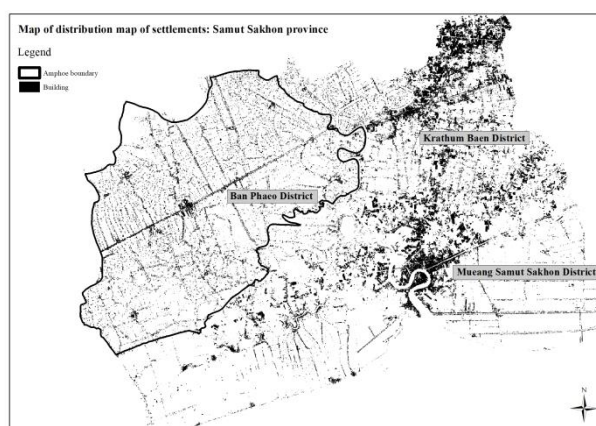 Map of distribution map of settlements: Samut Sakhon province
Legend
Amphoe boundary
Building
Krathum Baen District
Ban Phaeo District
Mueang Samut Sakhon District
N